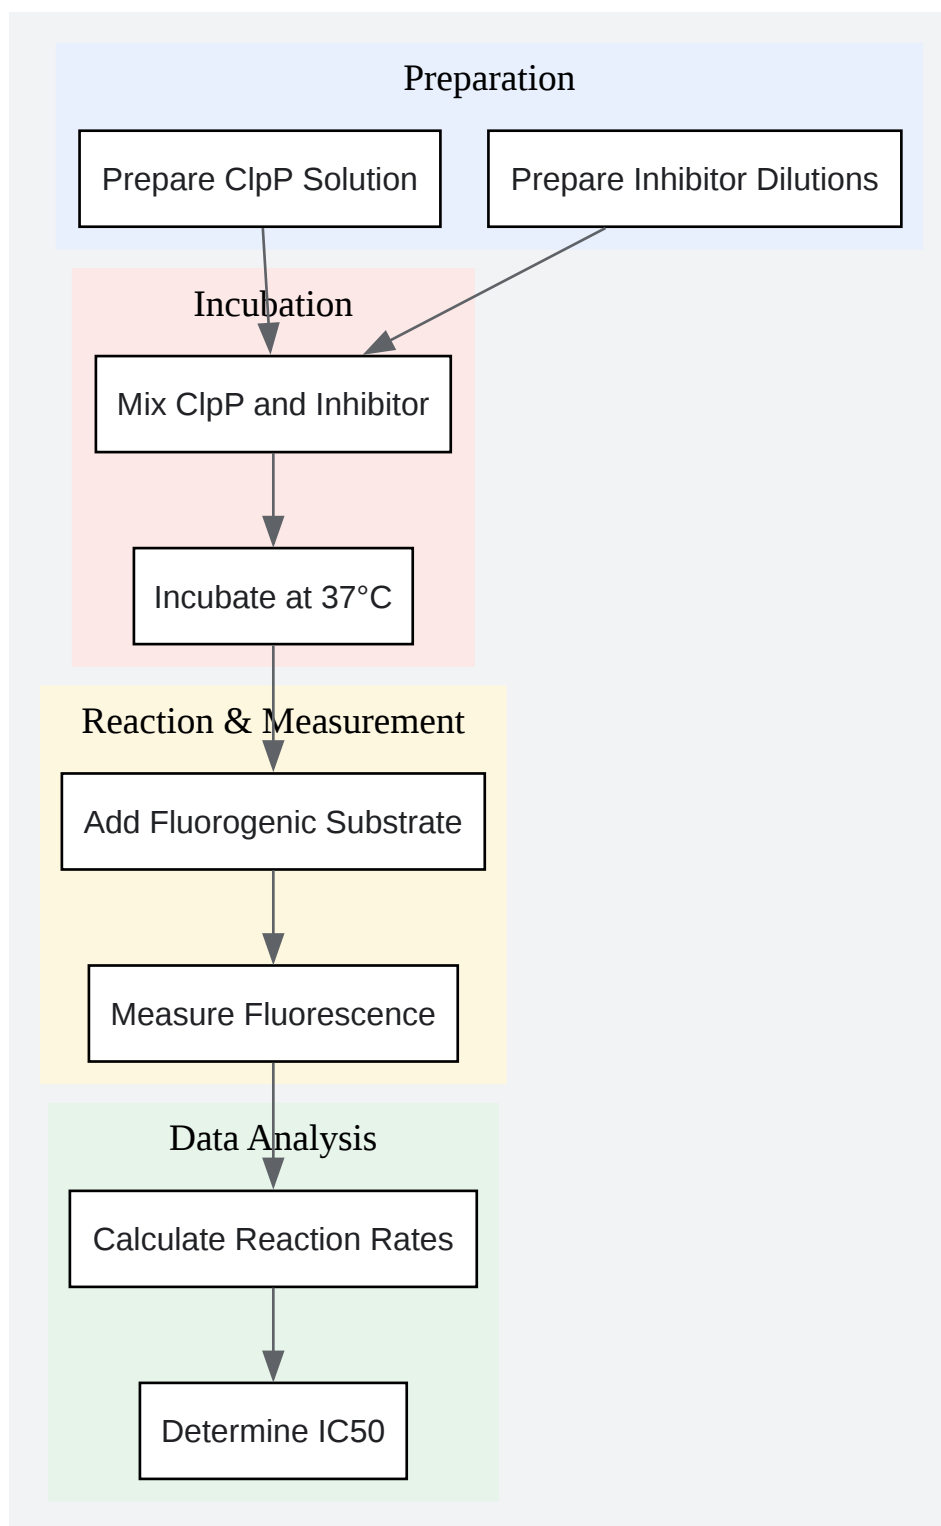 Preparation
Prepare ClpP Solution
Prepare Inhibitor Dilutions
Incubation
Mix ClpP and Inhibitor
Incubate at 37°C
Reaction & Measurement
Add Fluorogenic Substrate
Measure Fluorescence
Data Analysis
Calculate Reaction Rates
Determine IC50